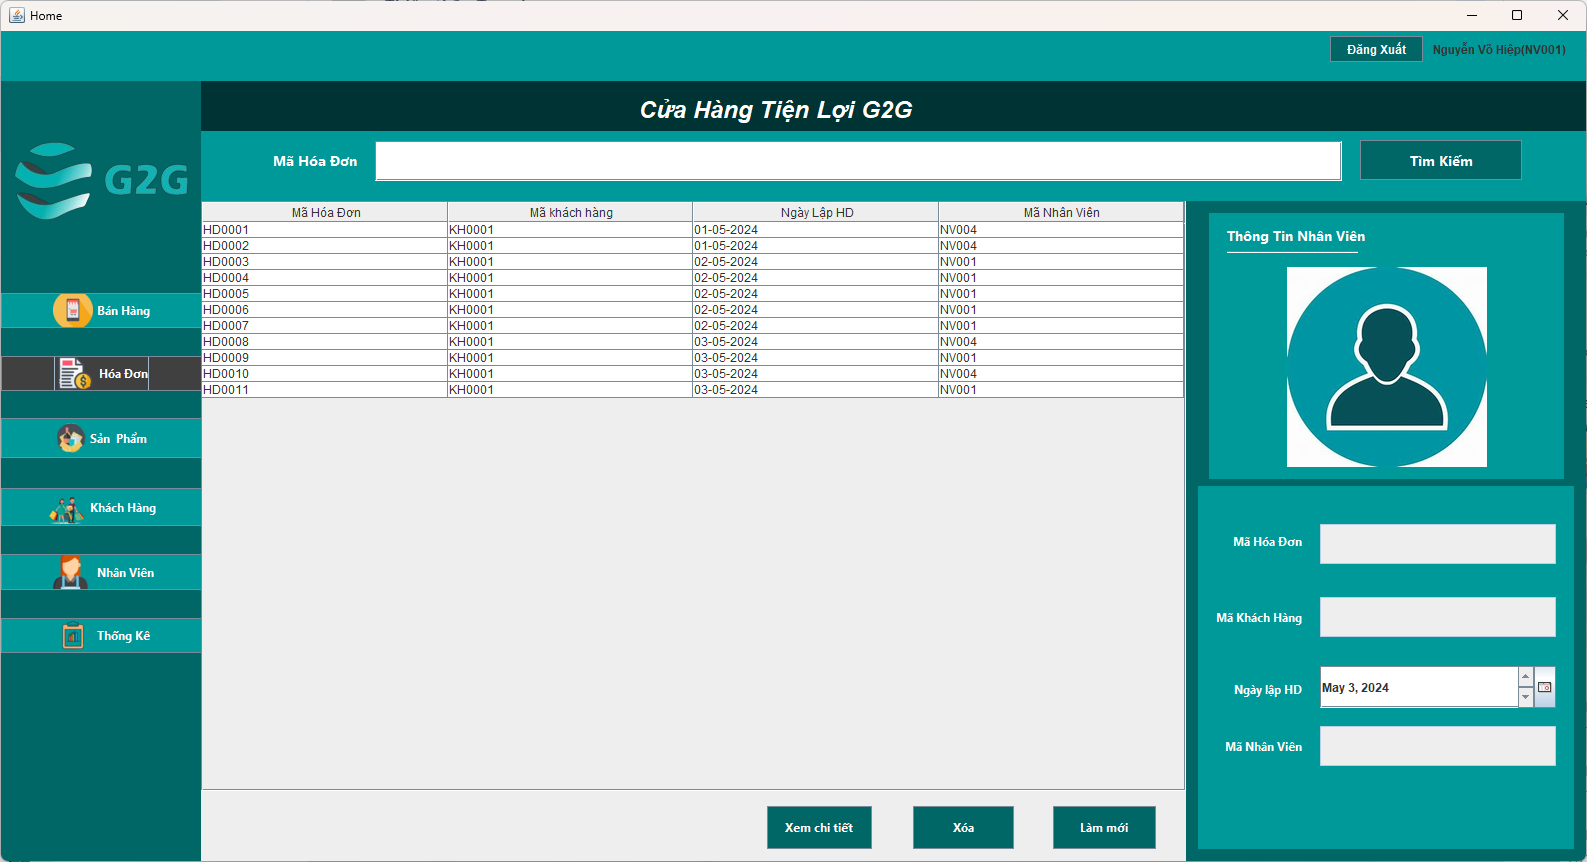 Home
Đăng Xuất Nguyễn Võ Hiệp(NV001)
Cửa Hàng Tiện Lợi G2G
G2G
Mã Hóa Đơn
Tìm Kiếm
Bán Hàng
Hóa Đơn
Sản Phẩm
Khách Hàng
Nhân Viên
Thống Kê
Mã Hóa Đơn Mã khách hàng Ngày Lập HD Mã Nhân Viên
HD0001 KH0001 01-05-2024 NV004
HD0002 KH0001 01-05-2024 NV004
HD0003 KH0001 02-05-2024 NV001
HD0004 KH0001 02-05-2024 NV001
HD0005 KH0001 02-05-2024 NV001
HD0006 KH0001 02-05-2024 NV001
HD0007 KH0001 02-05-2024 NV001
HD0008 KH0001 03-05-2024 NV004
HD0009 KH0001 03-05-2024 NV001
HD0010 KH0001 03-05-2024 NV004
HD0011 KH0001 03-05-2024 NV001
Xem chi tiết
Xóa
Làm mới
Thông Tin Nhân Viên
Mã Hóa Đơn
Mã Khách Hàng
Ngày lập HD May 3, 2024
Mã Nhân Viên